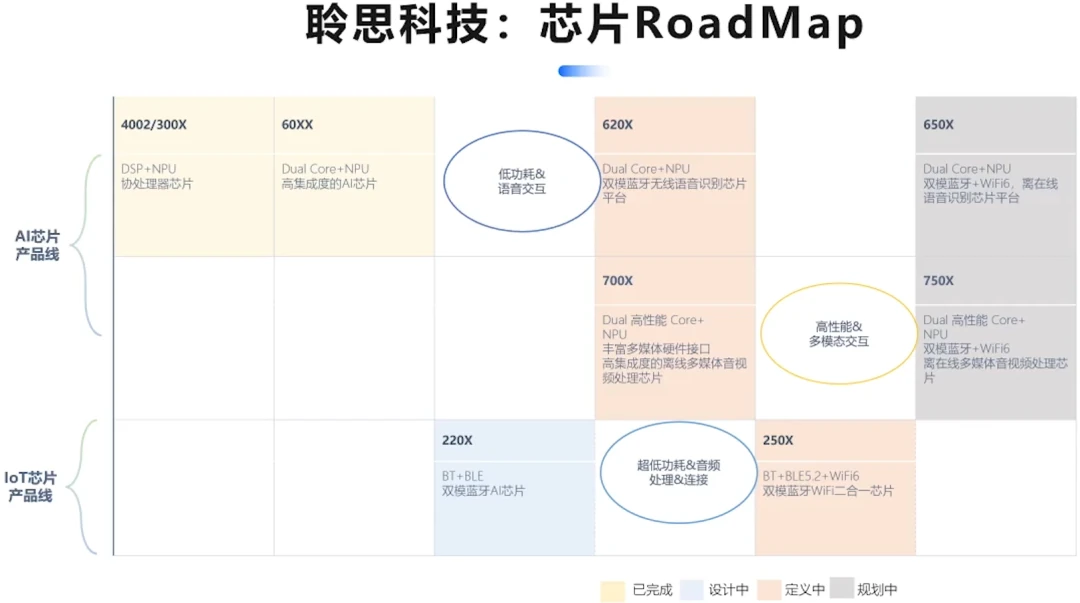 聆思科技：芯片RoadMap
4002/300X
DSP+NPU
协处理器芯片
60XX
Dual Core+NPU
高集成度的AI芯片
低功耗&
语音交互
620X
Dual Core+NPU
双模蓝牙无线语音识别芯片
平台
650X
Dual Core+NPU
双模蓝牙+WiFi6，离在线
语音识别芯片平台
AI芯片
产品线
700X
Dual 高性能 Core+
NPU
丰富多媒体硬件接口
高集成度的离线多媒体音视
频处理芯片
高性能&
多模态交互
750X
Dual 高性能 Core+
NPU
双模蓝牙+WiFi6
离在线多媒体音视频处理芯
片
IoT芯片
产品线
220X
BT+BLE
双模蓝牙AI芯片
超低功耗&音频
处理&连接
250X
BT+BLE5.2+WiFi6
双模蓝牙WiFi二合一芯片
已完成
设计中
定义中
规划中